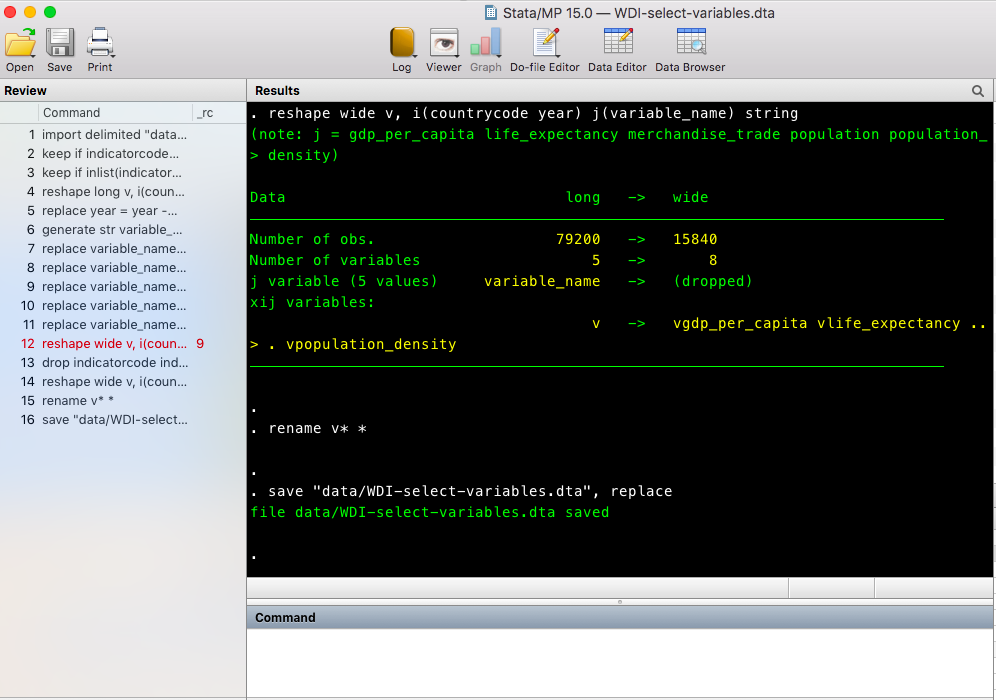 Stata/MP 15.0 — WDI-select-variables.dta
Open Save Print Log Viewer Graph Do-file Editor Data Editor Data Browser
Review
Command _rc
1 import delimited "data...
2 keep if indicatorcode...
3 keep if inlist(indicator...
4 reshape long v, i(coun...
5 replace year = year -...
6 generate str variable_...
7 replace variable_name...
8 replace variable_name...
9 replace variable_name...
10 replace variable_name...
11 replace variable_name...
12 reshape wide v, i(coun... 9
13 drop indicatorcode ind...
14 reshape wide v, i(coun...
15 rename v* *
16 save "data/WDI-select...
Results
. reshape wide v, i(countrycode year) j(variable_name) string
(note: j = gdp_per_capita life_expectancy merchandise_trade population population_
> density)
Data long -> wide
Number of obs. 79200 -> 15840
Number of variables 5 -> 8
j variable (5 values) variable_name -> (dropped)
xij variables:
v -> vgdp_per_capita vlife_expectancy ..
> . vpopulation_density
.
. rename v* *
.
. save "data/WDI-select-variables.dta", replace
file data/WDI-select-variables.dta saved
.
Command